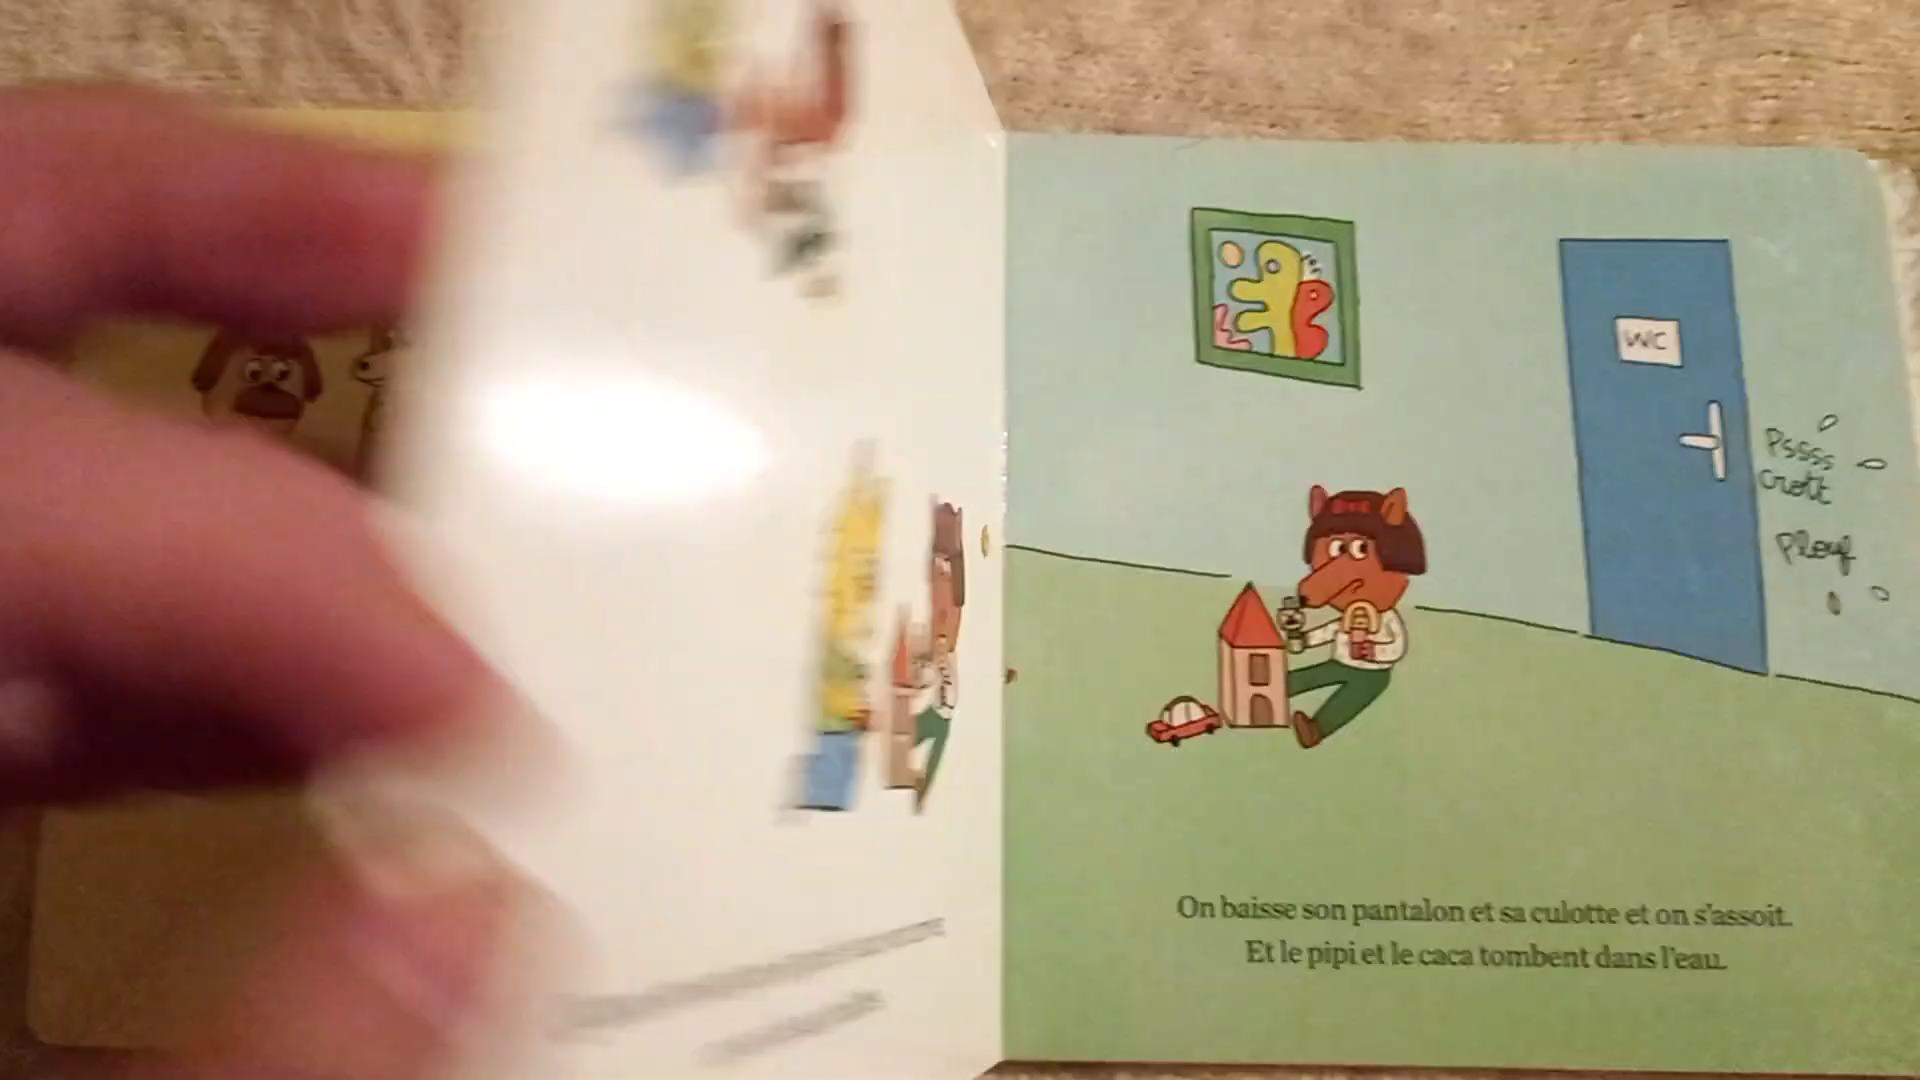 WC
Pssss
Crott
Plouf
On baisse son pantalon et sa culotte et on s'assoit.
Et le pipi et le caca tombent dans l'eau.